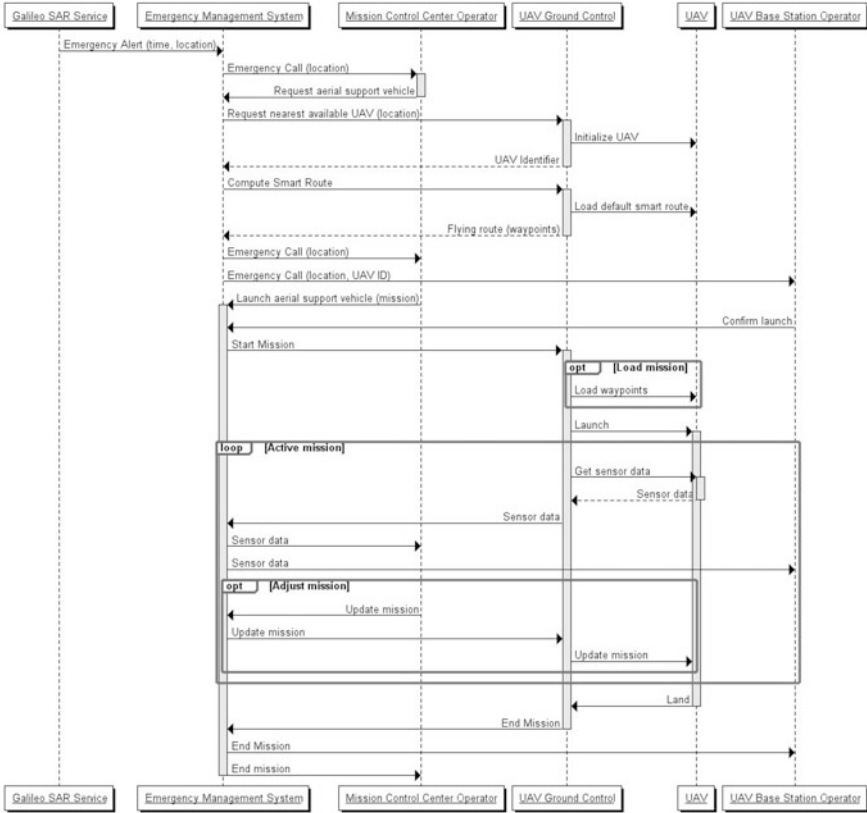 Galileo SAR Service
Emergency Management System
Mission Control Center Operator
UAV Ground Control
UAV
UAV Base Station Operator
Emergency Alert (time, location)
Emergency Call (location)
Request aerial support vehicle
Request nearest available UAV (location)
Initialize UAV
UAV Identifier
Compute Smart Route
Load default smart route
Flying route (waypoints)
Emergency Call (location)
Emergency Call (location, UAV ID)
Launch aerial support vehicle (mission)
Confirm launch
Start Mission
opt [Load mission]
Load waypoints
Launch
loop [Active mission]
Get sensor data
Sensor data
Sensor data
Sensor data
Sensor data
opt [Adjust mission]
Update mission
Update mission
Update mission
Land
End Mission
End Mission
End mission
Galileo SAR Service
Emergency Management System
Mission Control Center Operator
UAV Ground Control
UAV
UAV Base Station Operator